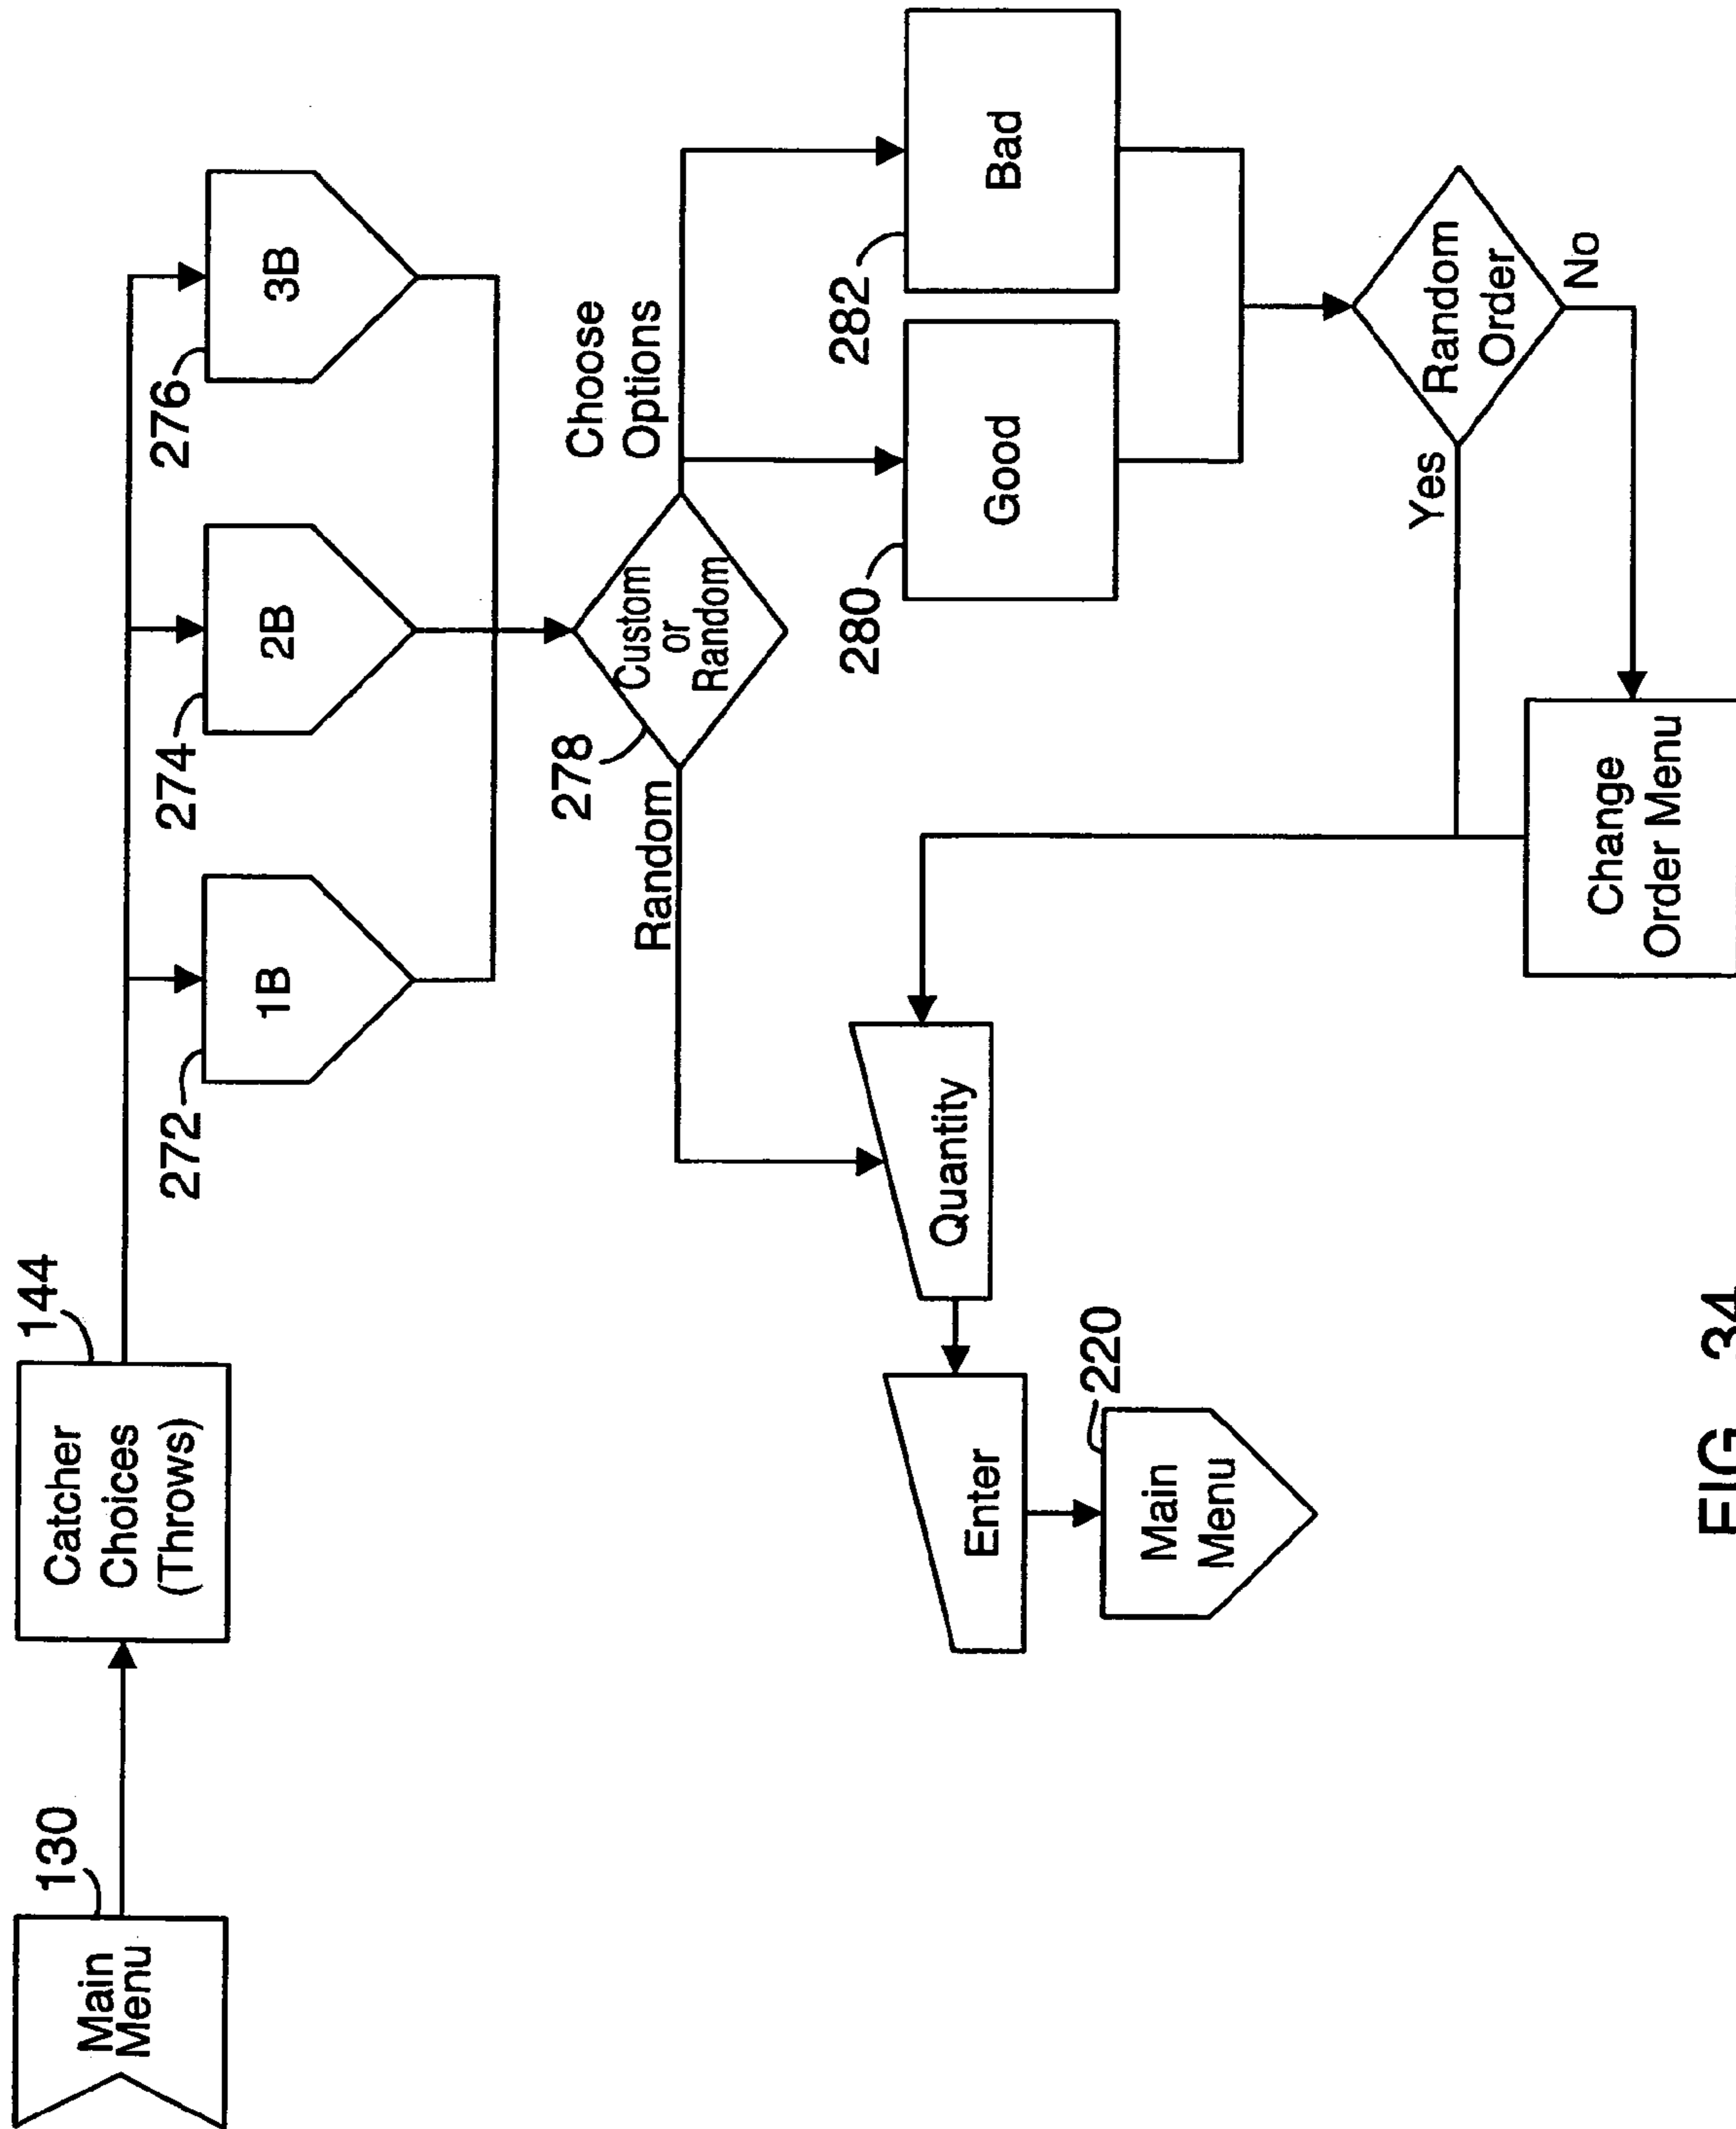 Main
Menu
130
Catcher
Choices
(Throws)
144
272
1B
274
2B
276
3B
278
Custom
or
Random
Random
Choose
Options
280
Good
282
Bad
Random
Order
Yes
No
Change
Order Menu
Quantity
Enter
220
Main
Menu
FIG. 34